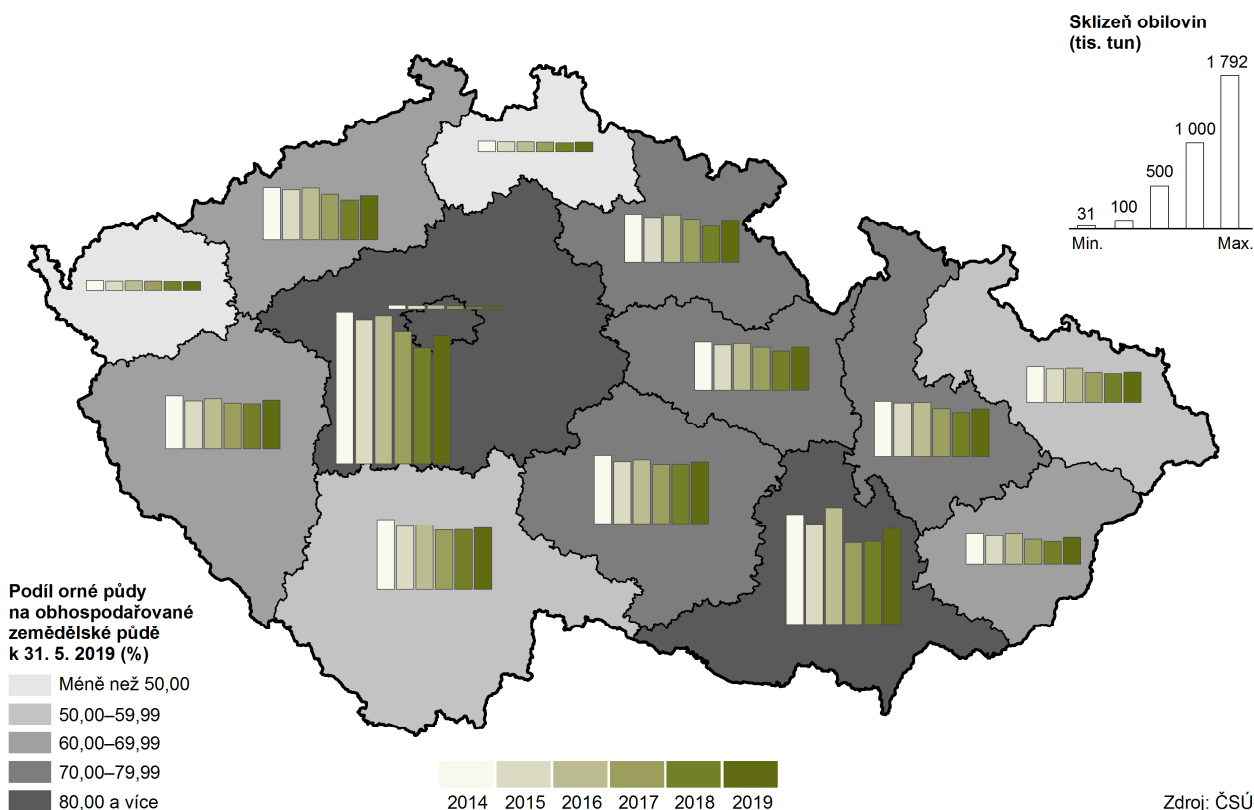 Sklizeň obilovin
(tis. tun)
1 792
1 000
500
100
31
Min.
Max.
Podíl orné půdy
na obhospodařované
zemědělské půdě
k 31. 5. 2019 (%)
Méně než 50,00
50,00–59,99
60,00–69,99
70,00–79,99
80,00 a více
2014 2015 2016 2017 2018 2019
Zdroj: ČSÚ